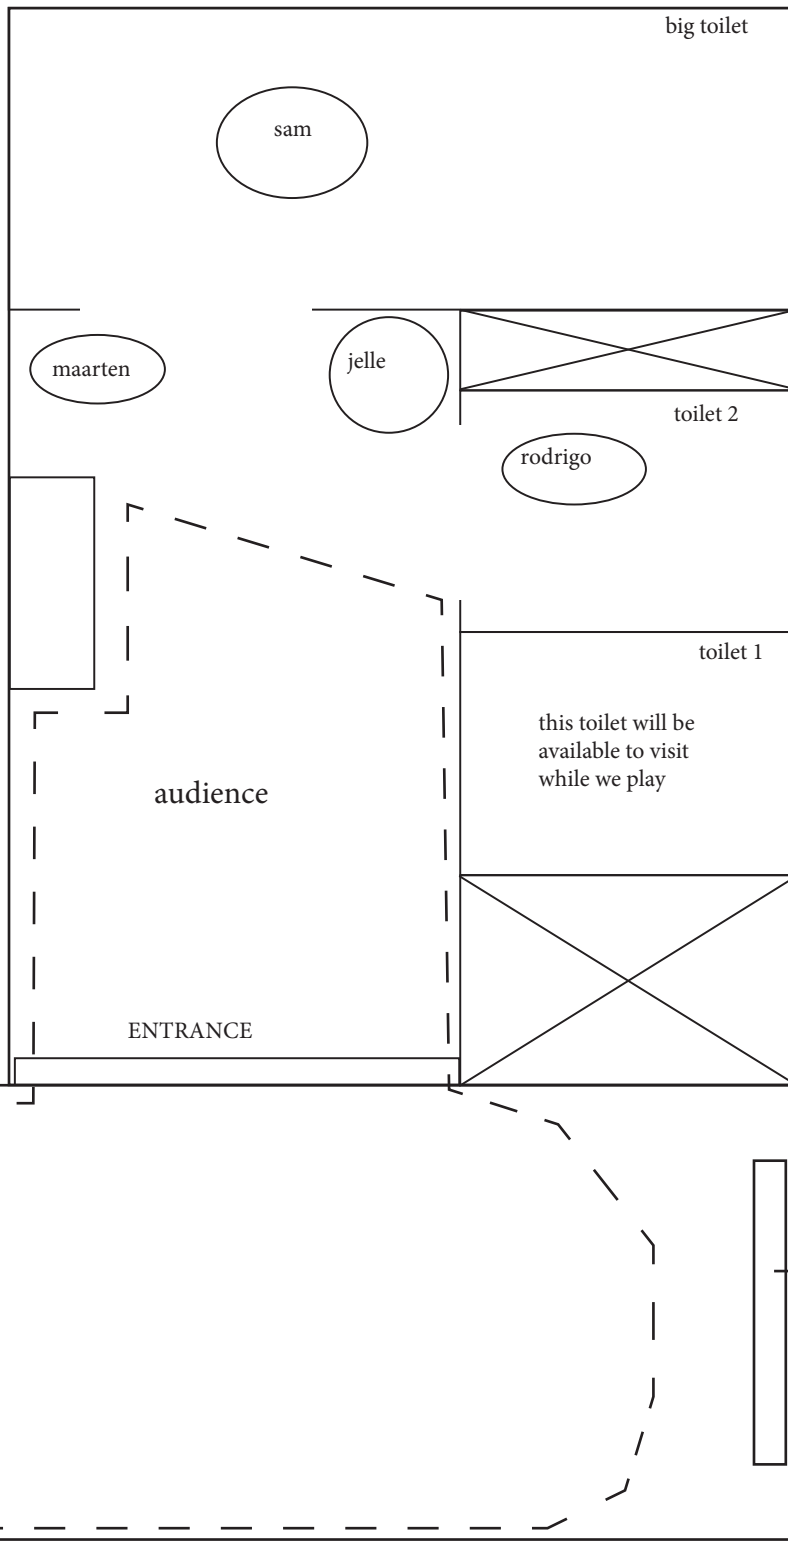 big toilet
sam
maarten
jelle
toilet 2
rodrigo
toilet 1
this toilet will be
available to visit
while we play
audience
ENTRANCE